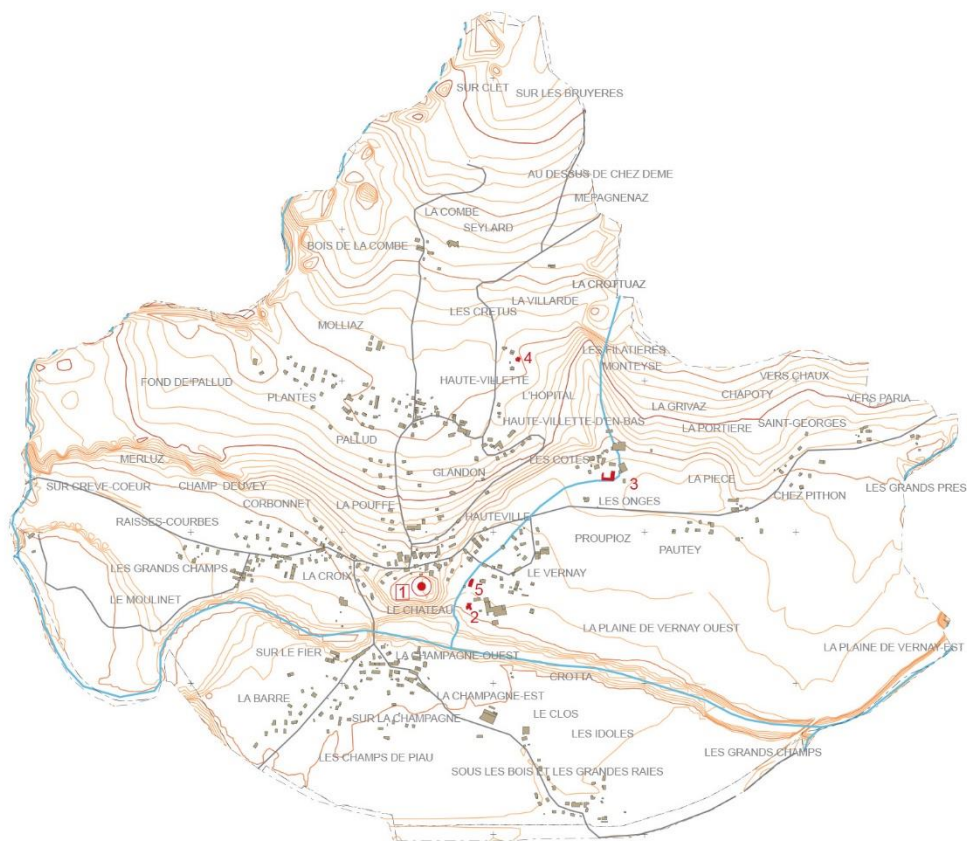 SUR CLET
SUR LES BRUYERES
AU DESSUS DE CHEZ DEME
MEPAGNENAZ
LA COMBE
SEYLARD
BOIS DE LA COMBE
LA CROTTUAZ
LA VILLARDE
LES CRETUS
MOLLIAZ
LES FILATIERES
4
MONTEYSE
VERS CHAUX
FOND DE PALLUD
HAUTE-VILLETTE
CHAPOTY
PLANTES
L'HOPITAL
VERS PARIA
LA GRIVAZ
HAUTE-VILLETTE-D'EN-BAS
SAINT-GEORGES
LA PORTIERE
PALLUD
MERLUZ
LES COTES
GLANDON
LA PIECE
SUR CREVE-COEUR
CHAMP DEUVEY
3
LES GRANDS PRES
CHEZ PITHON
CORBONNET
LA POUFFE
LES ONGES
RAISSES-COURBES
HAUTEVILLE
PROUPIOZ
PAUTEY
LES GRANDS CHAMPS
LA CROIX
LE VERNAY
1
5
LE MOULINET
LE CHATEAU
2
LA PLAINE DE VERNAY OUEST
LA PLAINE DE VERNAY-EST
SUR LE FIER
LA CHAMPAGNE-OUEST
CROTTA
LA BARRE
LA CHAMPAGNE-EST
SUR LA CHAMPAGNE
LE CLOS
LES IDOLES
LES GRANDS CHAMPS
LES CHAMPS DE PIAU
SOUS LES BOIS ET LES GRANDES RAIES